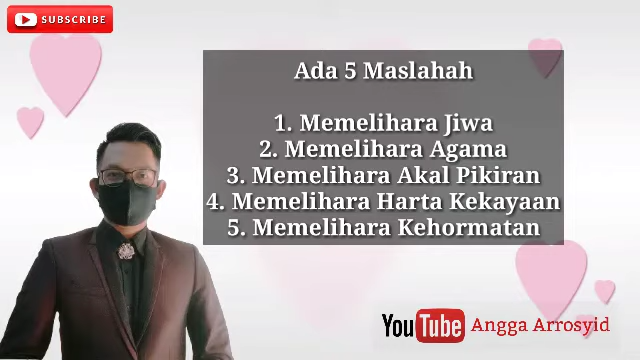 SUBSCRIBE
Ada 5 Maslahah
1. Memelihara Jiwa
2. Memelihara Agama
3. Memelihara Akal Pikiran
4. Memelihara Harta Kekayaan
5. Memelihara Kehormatan
YouTube Angga Arrosyid